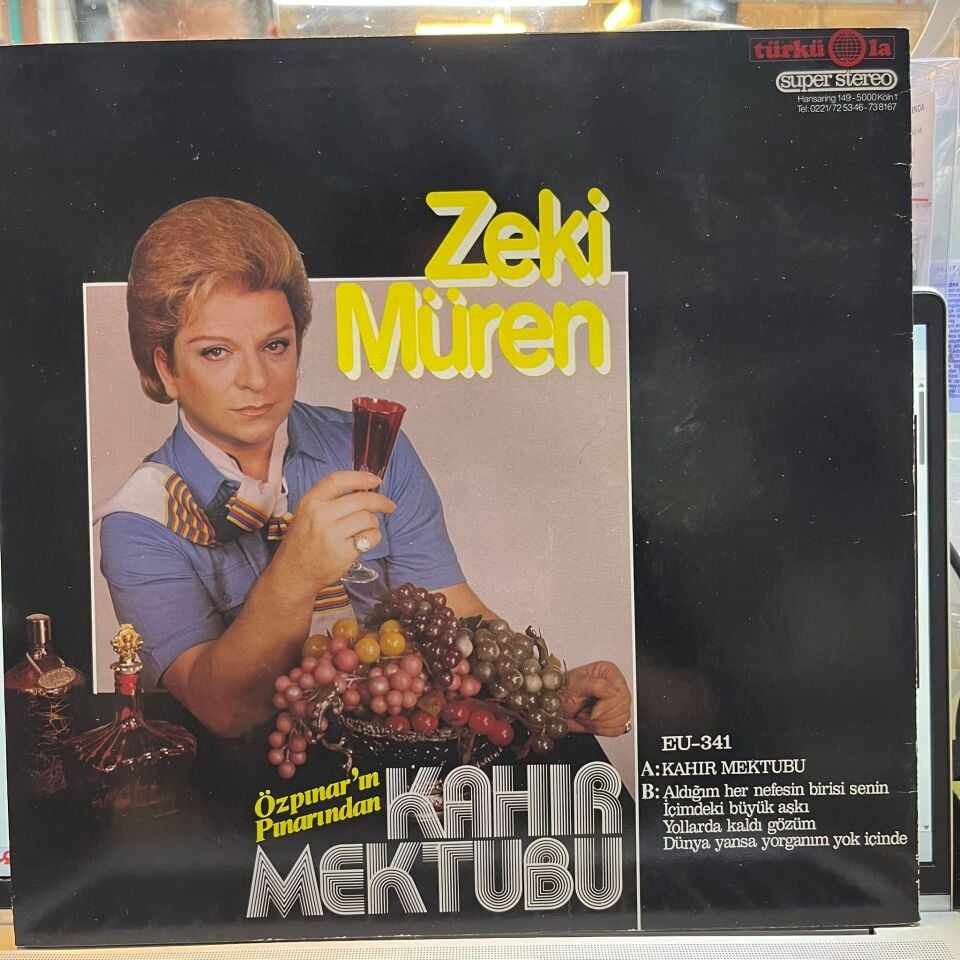 türkü ola
super stereo
Hansaring 149 - 5000 Köln 1
Tel: 0221/72 53 46 - 73 81 67
Zeki
Müren
Özpınar'ın
Pınarından
KAHIR
MEKTUBU
EU-341
A: KAHIR MEKTUBU
B: Aldığım her nefesin birisi senin
İçimdeki büyük aşkı
Yollarda kaldı gözüm
Dünya yansa yorganım yok içinde